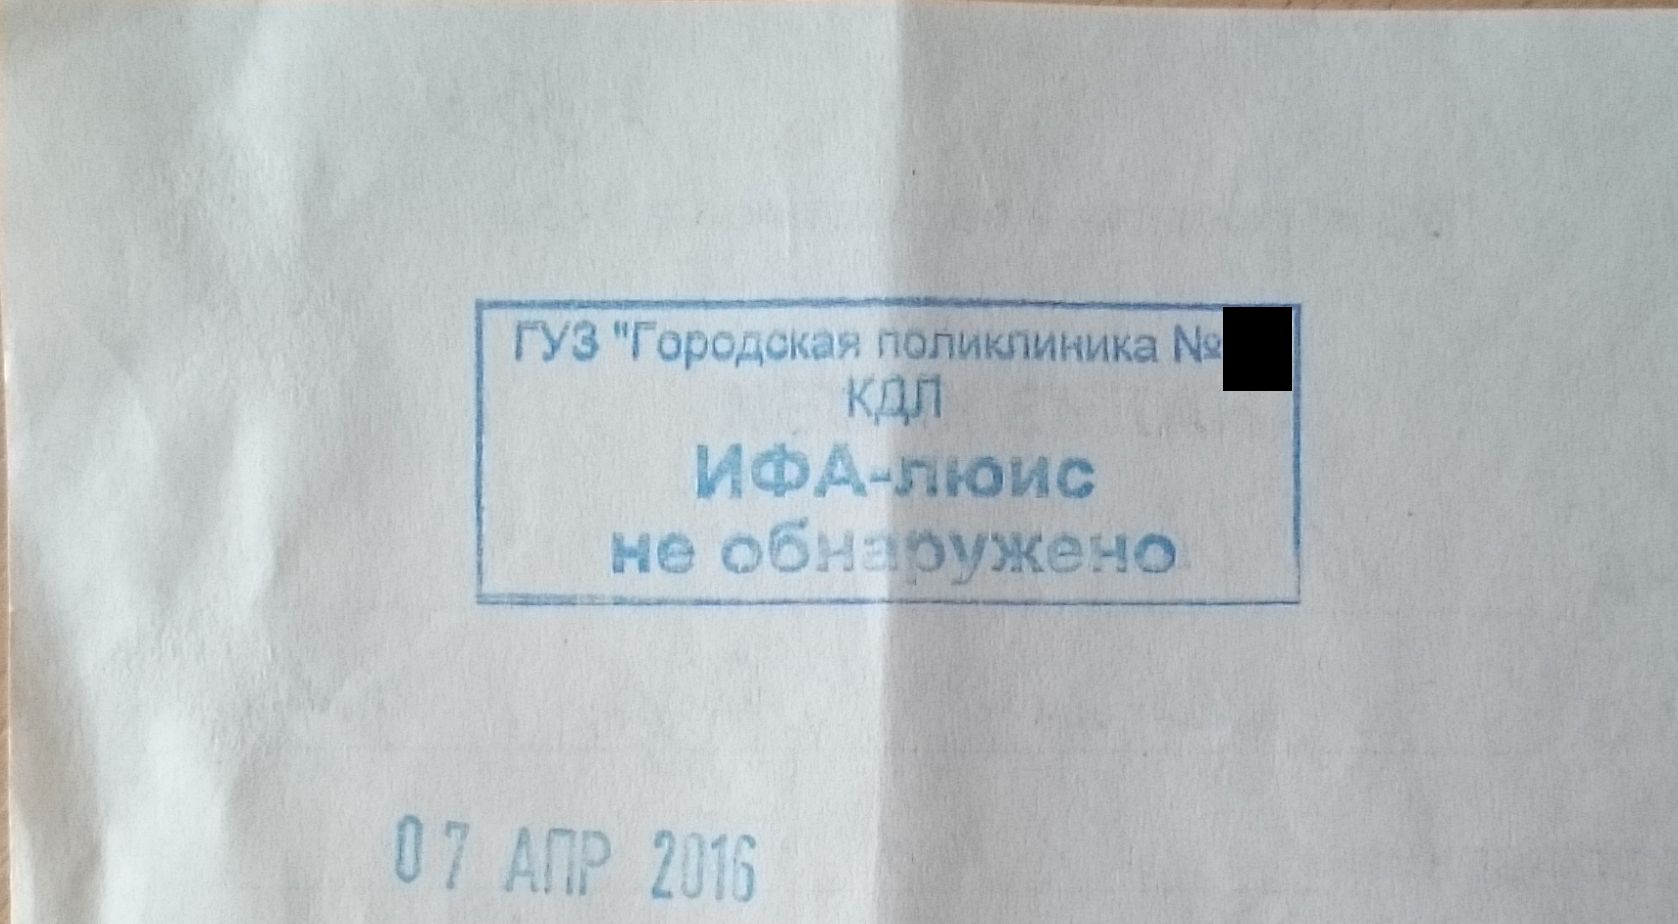 ГУЗ "Городская поликлиника №
КДЛ
ИФА-люис
не обнаружено
07 АПР 2016